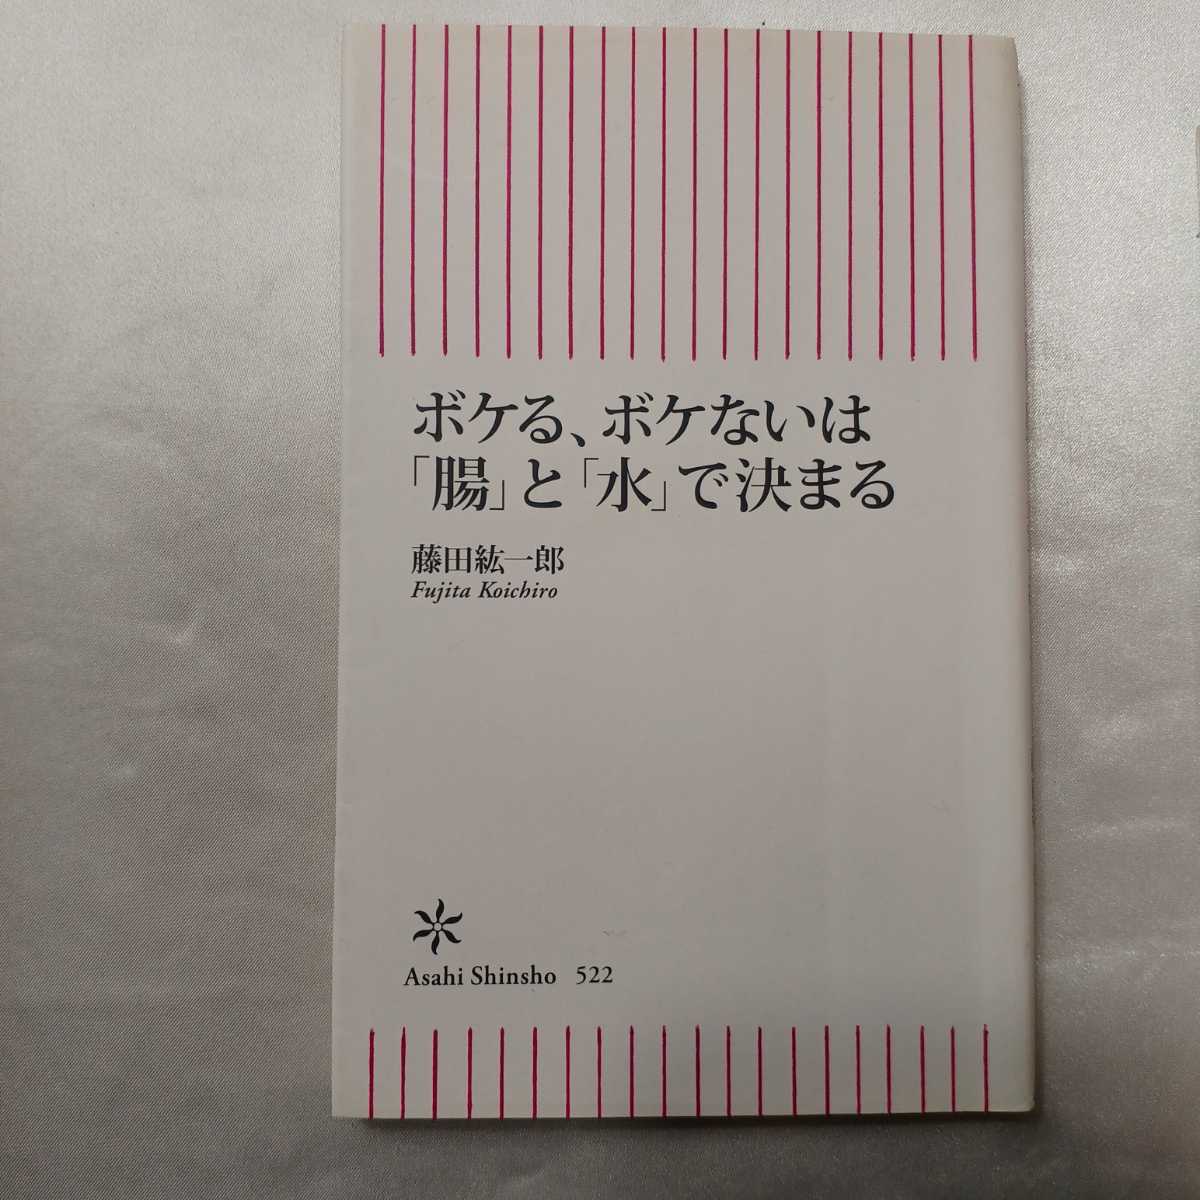 ボケる、ボケないは
「腸」と「水」で決まる
藤田紘一郎
Fujita Koichiro
Asahi Shinsho 522